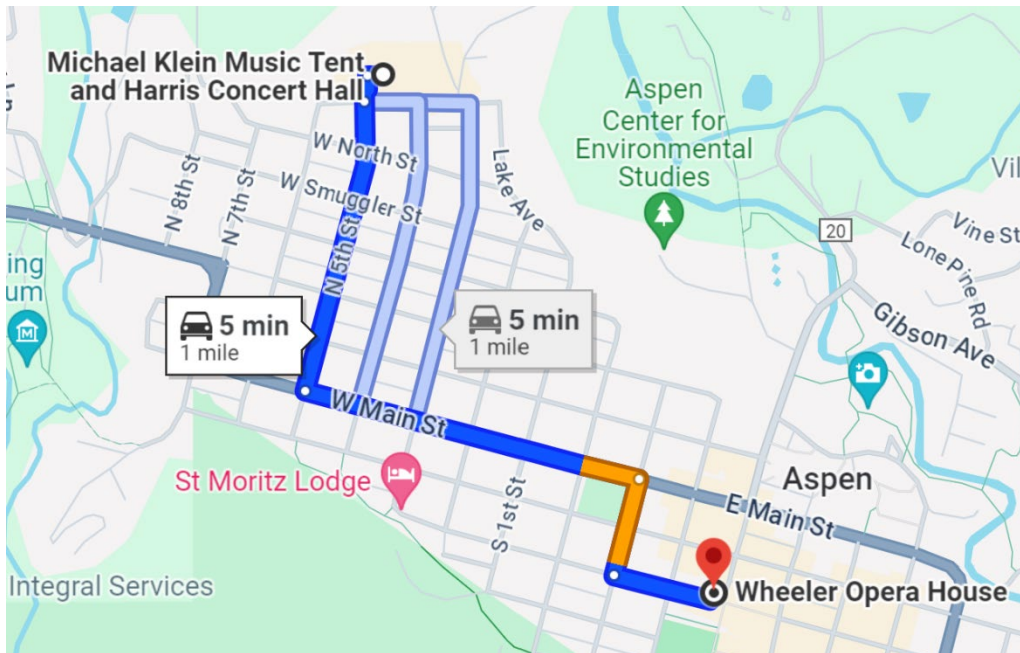 Michael Klein Music Tent
and Harris Concert Hall
Aspen
Center for
Environmental
Studies
W North St
Lake Ave
N 8th St
N 7th St
W Smuggler St
N 5th St
20
Vil
Vine St
Lone Pine Rd
Gibson Ave
ing
um
5 min
1 mile
5 min
1 mile
W Main St
St Moritz Lodge
S 1st St
Aspen
E Main St
Integral Services
Wheeler Opera House